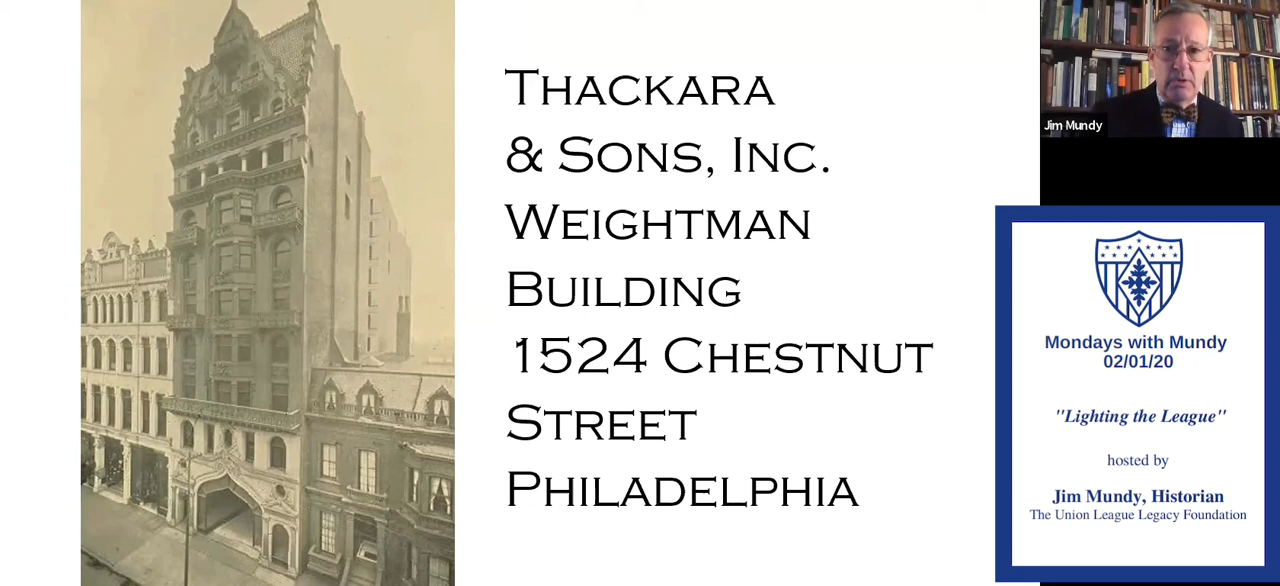 Thackara
& Sons, Inc.
Weightman
Building
1524 Chestnut
Street
Philadelphia
Jim Mundy
Mondays with Mundy
02/01/20
"Lighting the League"
hosted by
Jim Mundy, Historian
The Union League Legacy Foundation